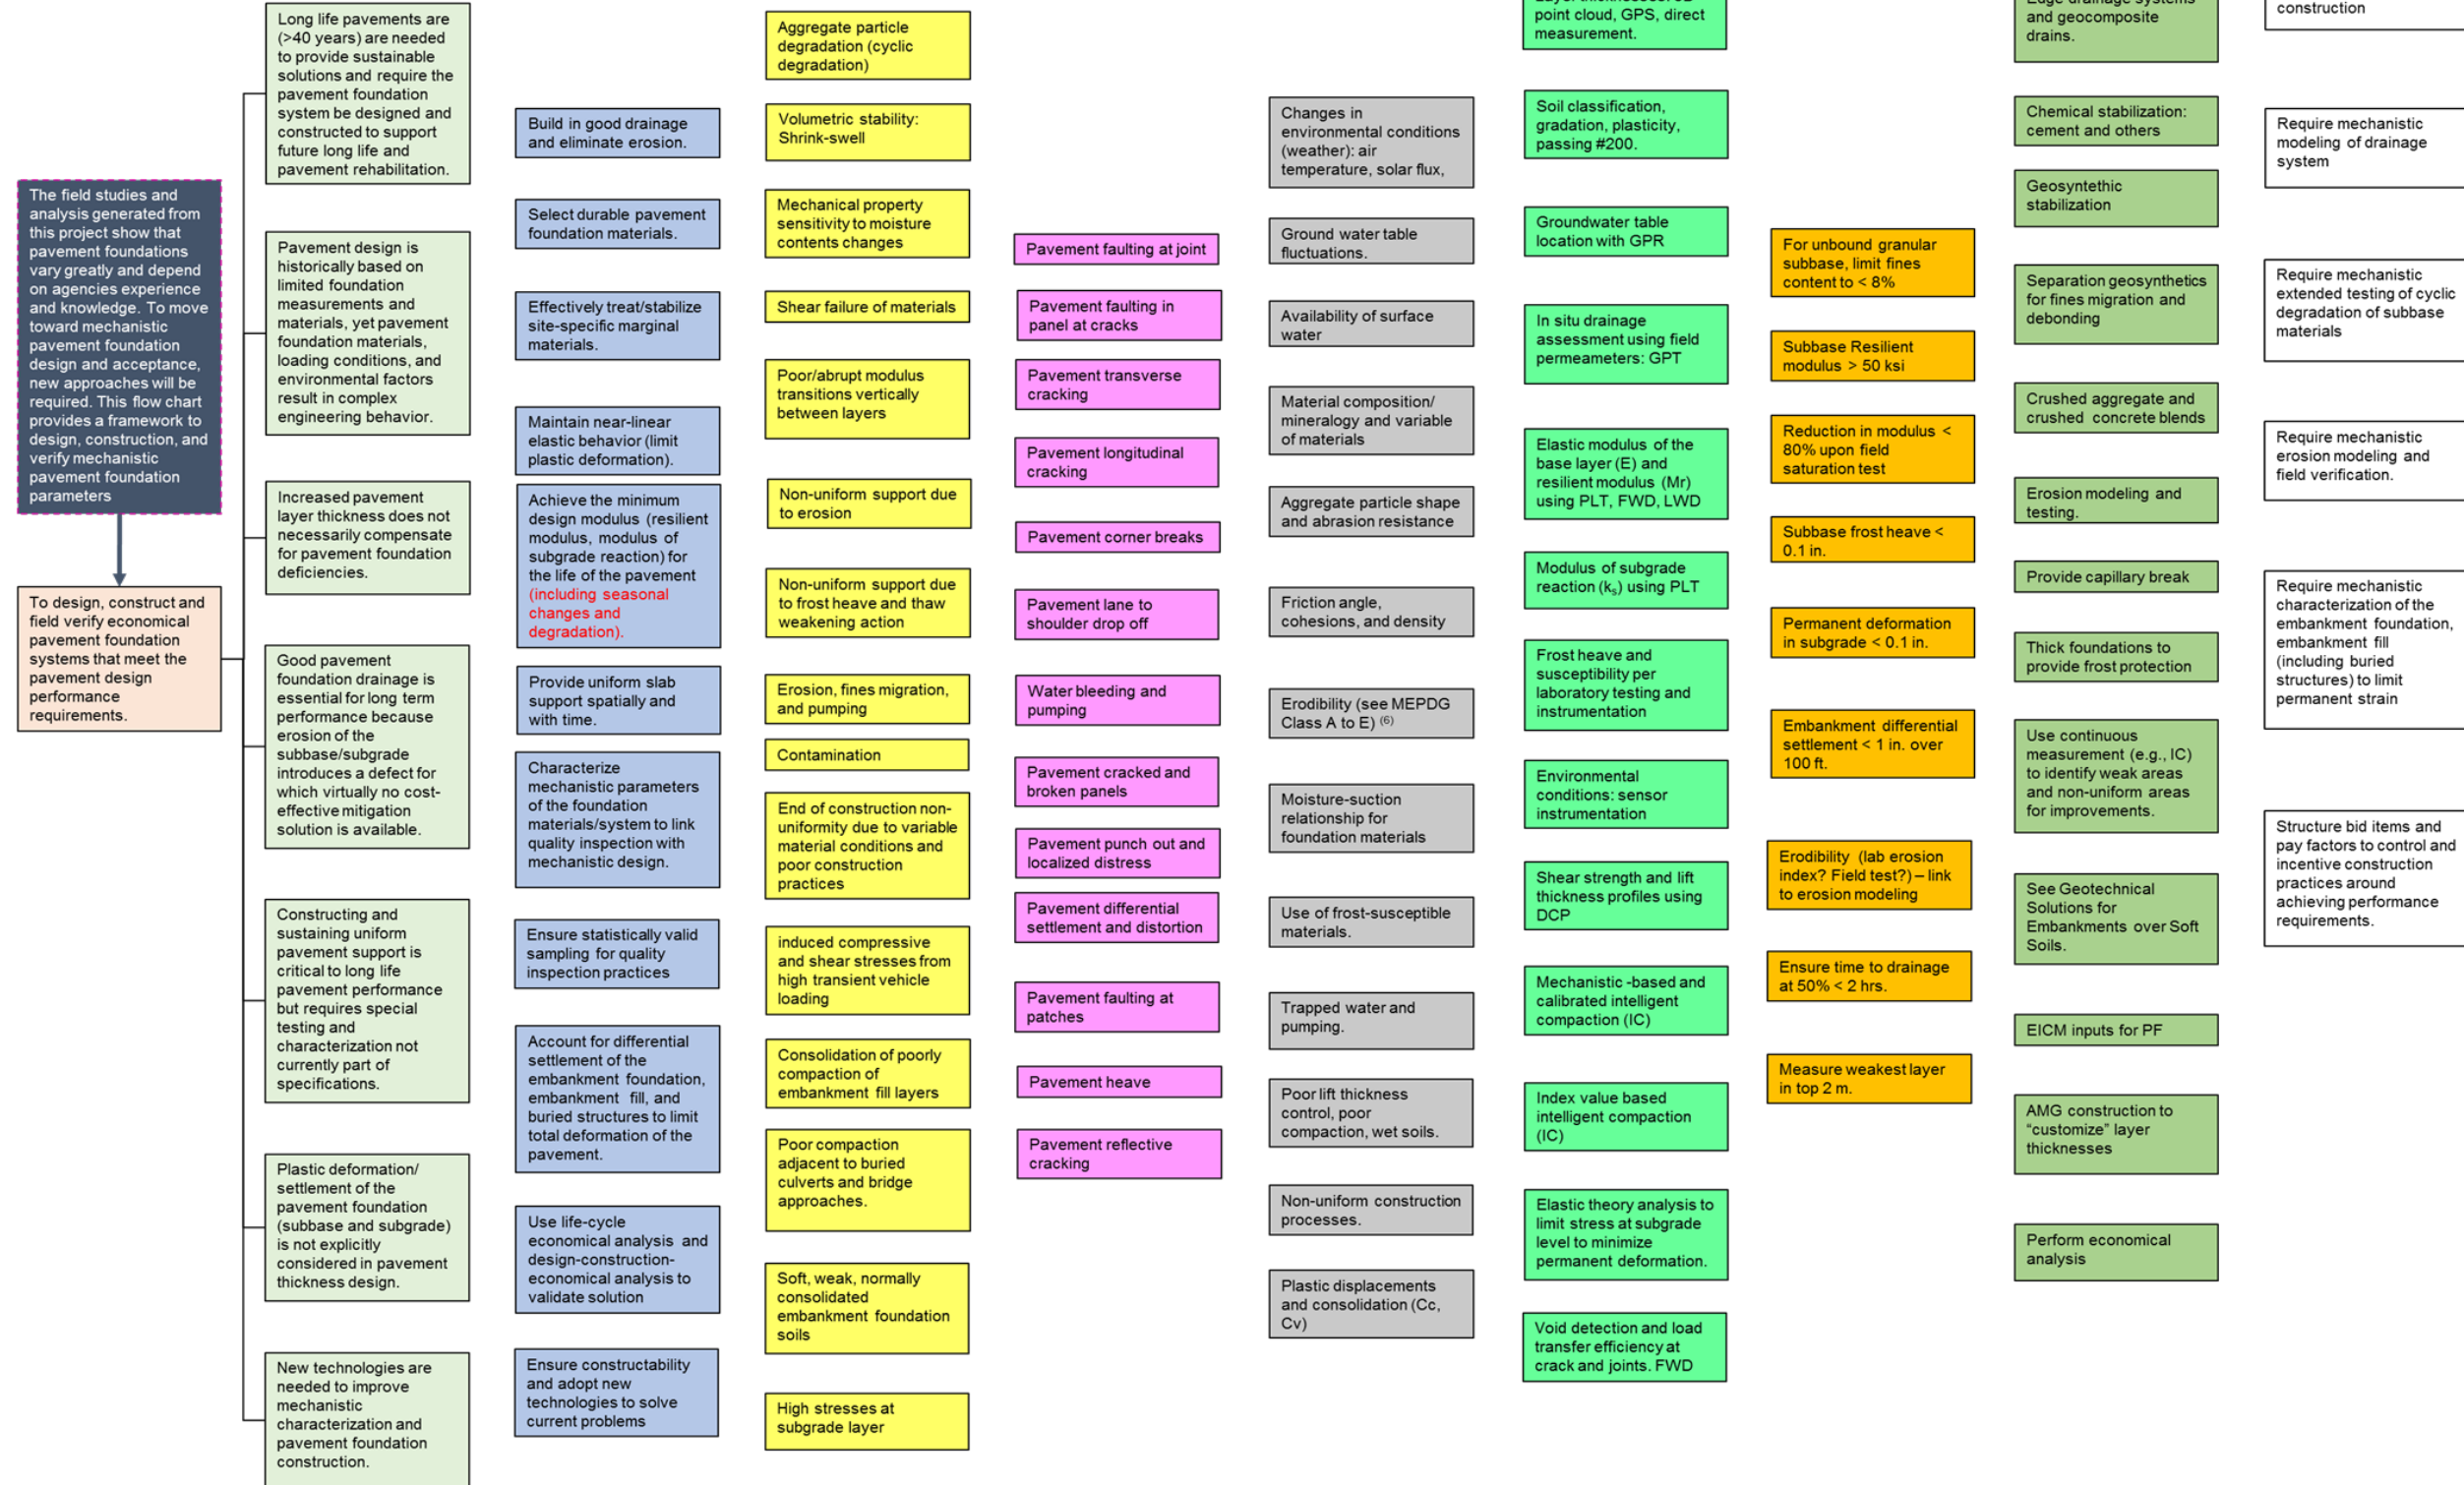 The field studies and
analysis generated from
this project show that
pavement foundations
vary greatly and depend
on agencies experience
and knowledge. To move
toward mechanistic
pavement foundation
design and acceptance,
new approaches will be
required. This flow chart
provides a framework to
design, construction, and
verify mechanistic
pavement foundation
parameters
To design, construct and
field verify economical
pavement foundation
systems that meet the
pavement design
performance
requirements.
Long life pavements are
(>40 years) are needed
to provide sustainable
solutions and require the
pavement foundation
system be designed and
constructed to support
future long life and
pavement rehabilitation.
Pavement design is
historically based on
limited foundation
measurements and
materials, yet pavement
foundation materials,
loading conditions, and
environmental factors
result in complex
engineering behavior.
Increased pavement
layer thickness does not
necessarily compensate
for pavement foundation
deficiencies.
Good pavement
foundation drainage is
essential for long term
performance because
erosion of the
subbase/subgrade
introduces a defect for
which virtually no cost-
effective mitigation
solution is available.
Constructing and
sustaining uniform
pavement support is
critical to long life
pavement performance
but requires special
testing and
characterization not
currently part of
specifications.
Plastic deformation/
settlement of the
pavement foundation
(subbase and subgrade)
is not explicitly
considered in pavement
thickness design.
New technologies are
needed to improve
mechanistic
characterization and
pavement foundation
construction.
Build in good drainage
and eliminate erosion.
Select durable pavement
foundation materials.
Effectively treat/stabilize
site-specific marginal
materials.
Maintain near-linear
elastic behavior (limit
plastic deformation).
Achieve the minimum
design modulus (resilient
modulus, modulus of
subgrade reaction) for
the life of the pavement
(including seasonal
changes and
degradation).
Provide uniform slab
support spatially and
with time.
Characterize
mechanistic parameters
of the foundation
materials/system to link
quality inspection with
mechanistic design.
Ensure statistically valid
sampling for quality
inspection practices
Account for differential
settlement of the
embankment foundation,
embankment fill, and
buried structures to limit
total deformation of the
pavement.
Use life-cycle
economical analysis and
design-construction-
economical analysis to
validate solution
Ensure constructability
and adopt new
technologies to solve
current problems
Aggregate particle
degradation (cyclic
degradation)
Volumetric stability:
Shrink-swell
Mechanical property
sensitivity to moisture
contents changes
Shear failure of materials
Poor/abrupt modulus
transitions vertically
between layers
Non-uniform support due
to erosion
Non-uniform support due
to frost heave and thaw
weakening action
Erosion, fines migration,
and pumping
Contamination
End of construction non-
uniformity due to variable
material conditions and
poor construction
practices
induced compressive
and shear stresses from
high transient vehicle
loading
Consolidation of poorly
compaction of
embankment fill layers
Poor compaction
adjacent to buried
culverts and bridge
approaches.
Soft, weak, normally
consolidated
embankment foundation
soils
High stresses at
subgrade layer
Pavement faulting at joint
Pavement faulting in
panel at cracks
Pavement transverse
cracking
Pavement longitudinal
cracking
Pavement corner breaks
Pavement lane to
shoulder drop off
Water bleeding and
pumping
Pavement cracked and
broken panels
Pavement punch out and
localized distress
Pavement differential
settlement and distortion
Pavement faulting at
patches
Pavement heave
Pavement reflective
cracking
Changes in
environmental conditions
(weather): air
temperature, solar flux,
Ground water table
fluctuations.
Availability of surface
water
Material composition/
mineralogy and variable
of materials
Aggregate particle shape
and abrasion resistance
Friction angle,
cohesions, and density
Erodibility (see MEPDG
Class A to E) (6)
Moisture-suction
relationship for
foundation materials
Use of frost-susceptible
materials.
Trapped water and
pumping.
Poor lift thickness
control, poor
compaction, wet soils.
Non-uniform construction
processes.
Plastic displacements
and consolidation (Cc,
Cv)
point cloud, GPS, direct
measurement.
Soil classification,
gradation, plasticity,
passing #200.
Groundwater table
location with GPR
In situ drainage
assessment using field
permeameters: GPT
Elastic modulus of the
base layer (E) and
resilient modulus (Mr)
using PLT, FWD, LWD
Modulus of subgrade
reaction (ks) using PLT
Frost heave and
susceptibility per
laboratory testing and
instrumentation
Environmental
conditions: sensor
instrumentation
Shear strength and lift
thickness profiles using
DCP
Mechanistic -based and
calibrated intelligent
compaction (IC)
Index value based
intelligent compaction
(IC)
Elastic theory analysis to
limit stress at subgrade
level to minimize
permanent deformation.
Void detection and load
transfer efficiency at
crack and joints. FWD
For unbound granular
subbase, limit fines
content to < 8%
Subbase Resilient
modulus > 50 ksi
Reduction in modulus <
80% upon field
saturation test
Subbase frost heave <
0.1 in.
Permanent deformation
in subgrade < 0.1 in.
Embankment differential
settlement < 1 in. over
100 ft.
Erodibility (lab erosion
index? Field test?) – link
to erosion modeling
Ensure time to drainage
at 50% < 2 hrs.
Measure weakest layer
in top 2 m.
Edge drainage systems
and geocomposite
drains.
Chemical stabilization:
cement and others
Geosyntethic
stabilization
Separation geosynthetics
for fines migration and
debonding
Crushed aggregate and
crushed concrete blends
Erosion modeling and
testing.
Provide capillary break
Thick foundations to
provide frost protection
Use continuous
measurement (e.g., IC)
to identify weak areas
and non-uniform areas
for improvements.
See Geotechnical
Solutions for
Embankments over Soft
Soils.
EICM inputs for PF
AMG construction to
“customize” layer
thicknesses
Perform economical
analysis
construction
Require mechanistic
modeling of drainage
system
Require mechanistic
extended testing of cyclic
degradation of subbase
materials
Require mechanistic
erosion modeling and
field verification.
Require mechanistic
characterization of the
embankment foundation,
embankment fill
(including buried
structures) to limit
permanent strain
Structure bid items and
pay factors to control and
incentive construction
practices around
achieving performance
requirements.